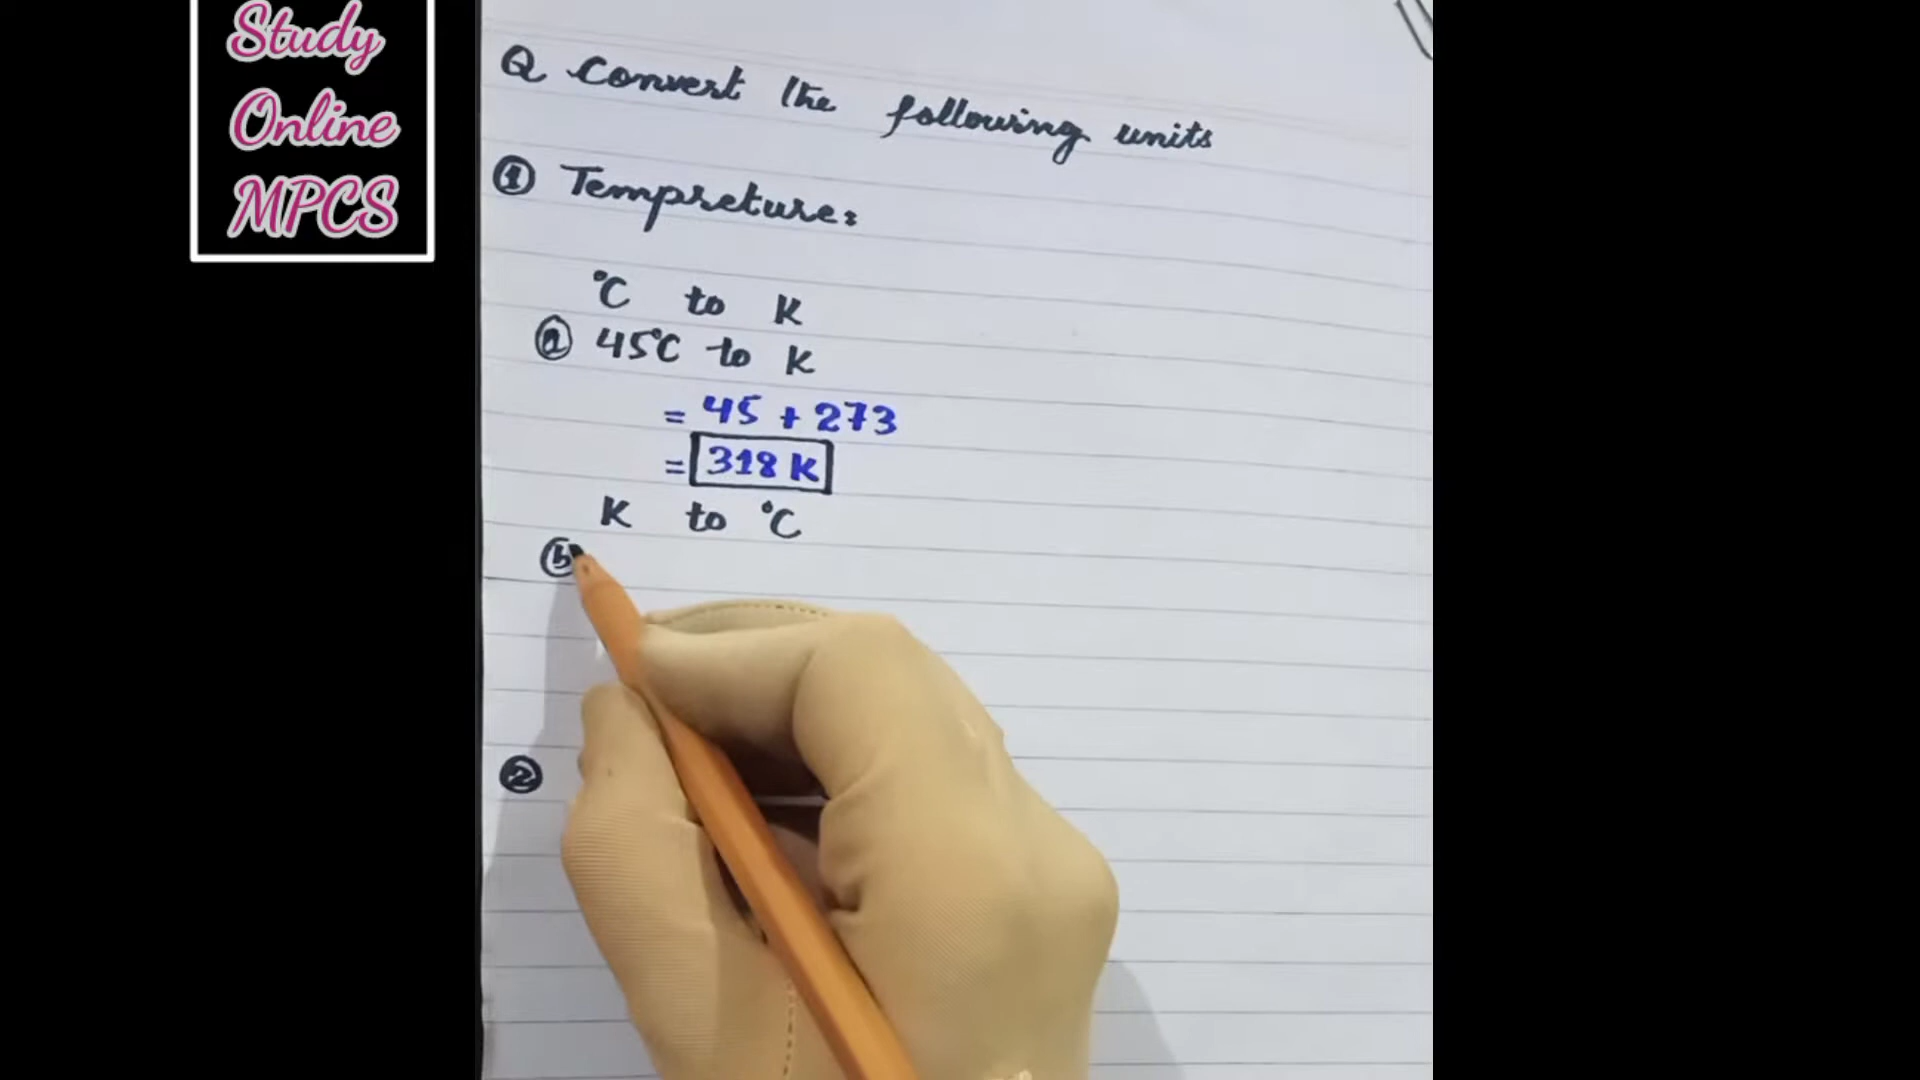 Study
Online
MPCS
Q Convert the following units
① Tempreture:
°C to K
ⓐ 45°C to K
= 45 + 273
= 318 K
K to °C
ⓑ
②